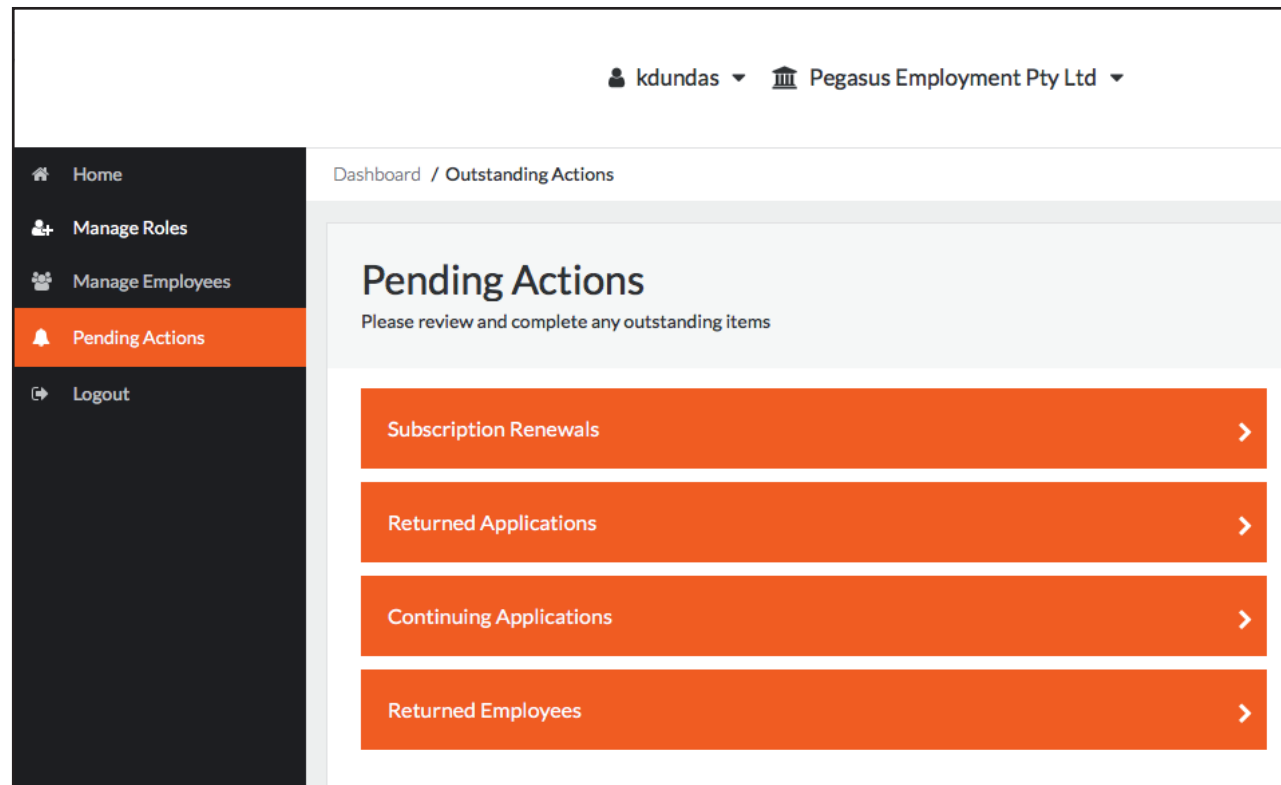 kdundas Pegasus Employment Pty Ltd
Home
Manage Roles
Manage Employees
Pending Actions
Logout
Dashboard / Outstanding Actions
Pending Actions
Please review and complete any outstanding items
Subscription Renewals
Returned Applications
Continuing Applications
Returned Employees